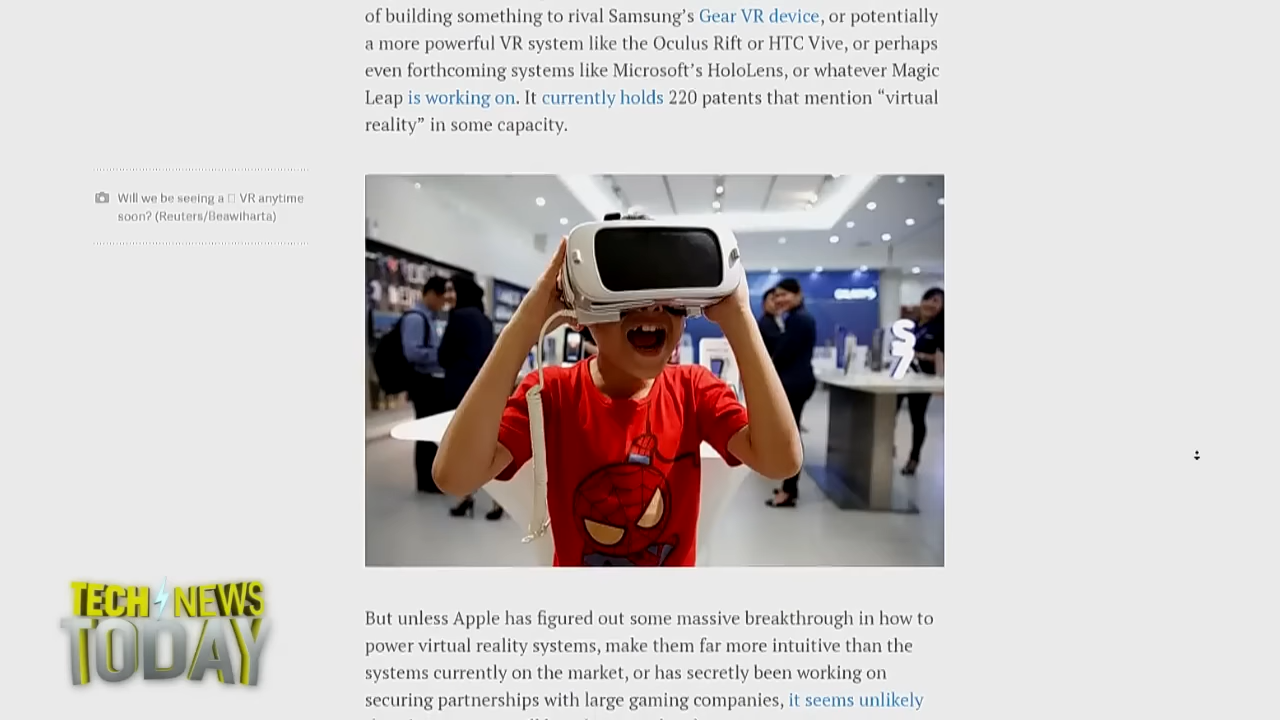 of building something to rival Samsung’s Gear VR device, or potentially
a more powerful VR system like the Oculus Rift or HTC Vive, or perhaps
even forthcoming systems like Microsoft’s HoloLens, or whatever Magic
Leap is working on. It currently holds 220 patents that mention “virtual
reality” in some capacity.
Will we be seeing a □ VR anytime
soon? (Reuters/Beawiharta)
S
7
But unless Apple has figured out some massive breakthrough in how to
power virtual reality systems, make them far more intuitive than the
systems currently on the market, or has secretly been working on
securing partnerships with large gaming companies, it seems unlikely
TECH NEWS
TODAY